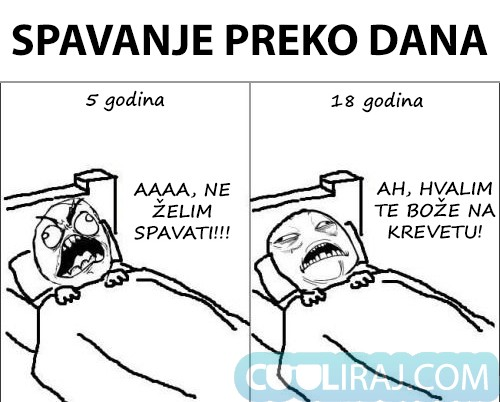 SPAVANJE PREKO DANA
5 godina
AAAA, NE
ŽELIM
SPAVATI!!!
18 godina
AH, HVALIM
TE BOŽE NA
KREVETU!
COOLIRAJ.COM